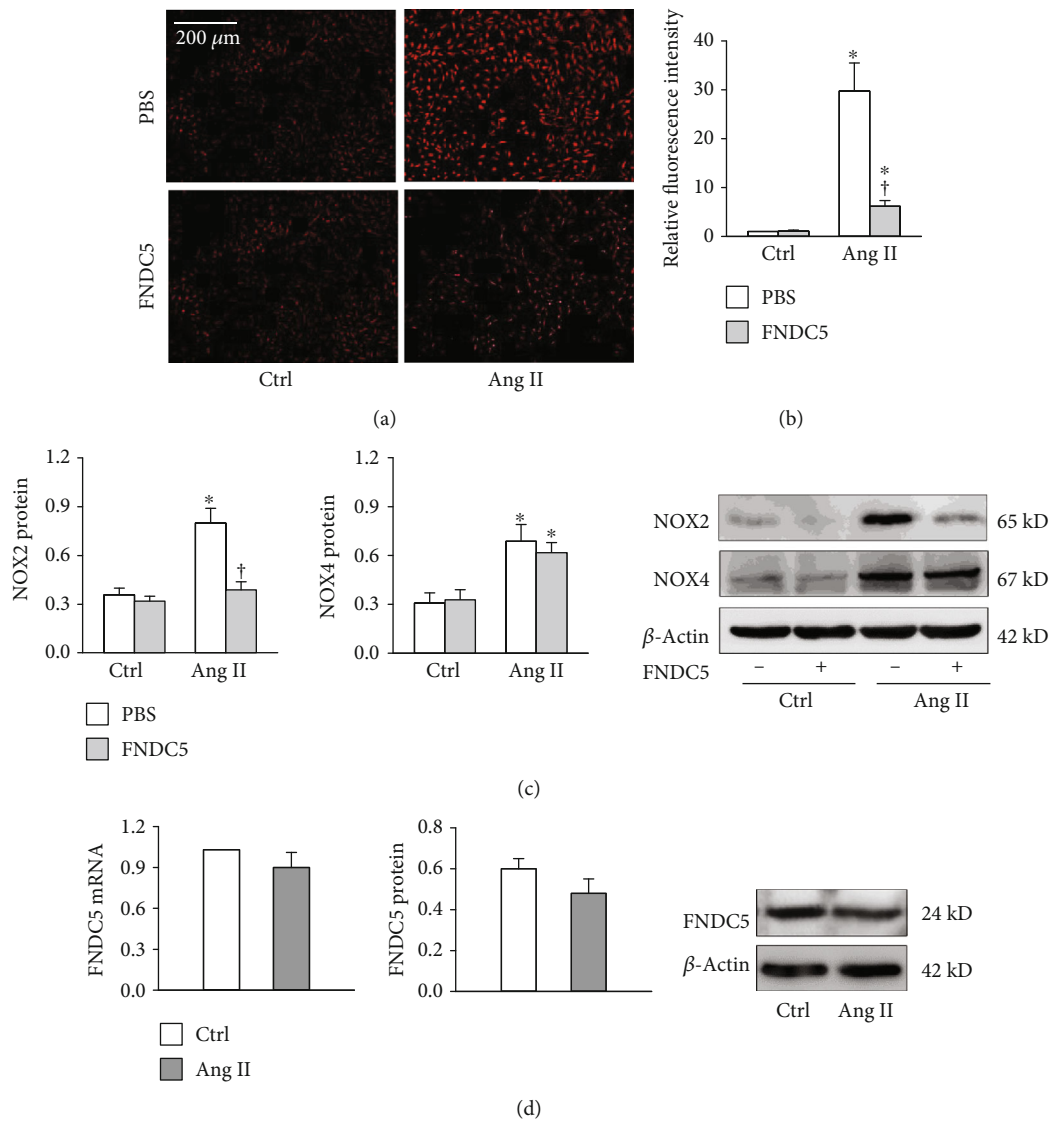 200 μm
PBS
FNDC5
Ctrl
Ang II
(a)
Relative fluorescence intensity
40
30
20
10
0
*
*
†
Ctrl
Ang II
PBS
FNDC5
(b)
NOX2 protein
1.2
0.9
0.6
0.3
0.0
*
†
Ctrl
Ang II
PBS
FNDC5
NOX4 protein
1.2
0.9
0.6
0.3
0.0
*
*
Ctrl
Ang II
NOX2
65 kD
NOX4
67 kD
β-Actin
42 kD
FNDC5 − + − +
Ctrl
Ang II
(c)
FNDC5 mRNA
1.2
0.9
0.6
0.3
0.0
Ctrl
Ang II
FNDC5 protein
0.8
0.6
0.4
0.2
0.0
FNDC5
24 kD
β-Actin
42 kD
Ctrl
Ang II
(d)